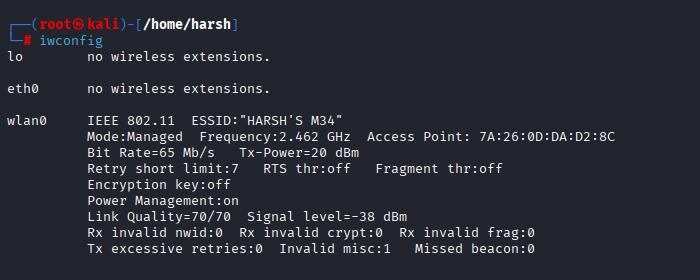 ┌──(root㉿kali)-[/home/harsh]
└─# iwconfig
lo        no wireless extensions.
eth0      no wireless extensions.
wlan0     IEEE 802.11  ESSID:"HARSH'S M34"
          Mode:Managed  Frequency:2.462 GHz  Access Point: 7A:26:0D:DA:D2:8C
          Bit Rate=65 Mb/s   Tx-Power=20 dBm
          Retry short limit:7   RTS thr:off   Fragment thr:off
          Encryption key:off
          Power Management:on
          Link Quality=70/70  Signal level=-38 dBm
          Rx invalid nwid:0  Rx invalid crypt:0  Rx invalid frag:0
          Tx excessive retries:0  Invalid misc:1   Missed beacon:0